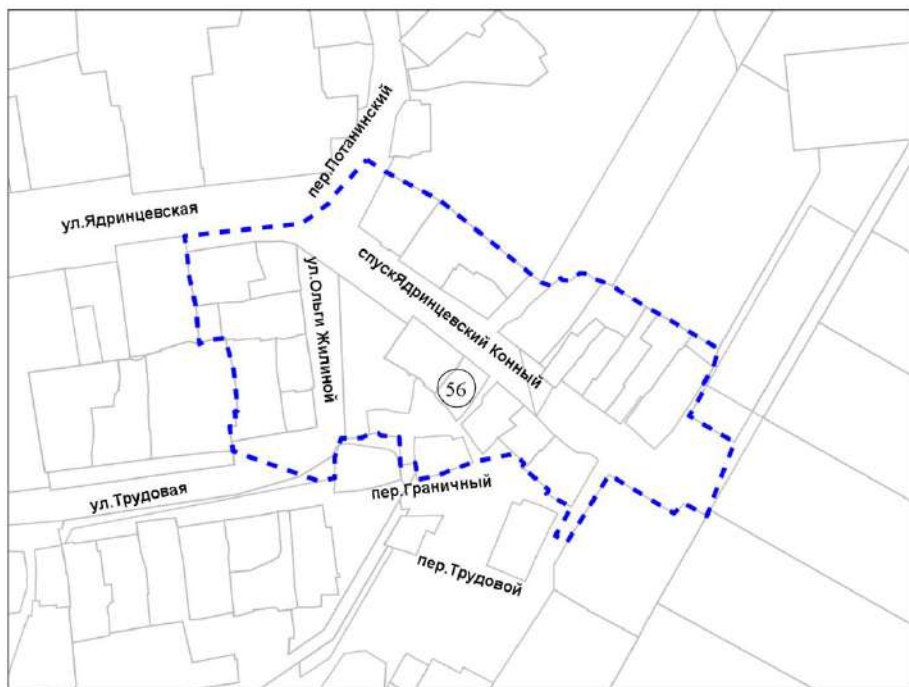 пер.Потанинский
ул.Ядринцевская
спускЯдринцевский Конный
ул.Ольги Жилиной
56
ул.Трудовая
пер.Граничный
пер.Трудовой